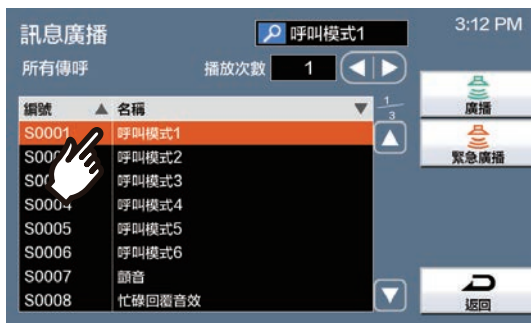 訊息廣播
呼叫模式1
3:12 PM
所有傳呼
播放次數
1
編號
名稱
1
3
S0001 呼叫模式1
呼叫模式2
呼叫模式3
S0004 呼叫模式4
S0005 呼叫模式5
S0006 呼叫模式6
S0007 顫音
S0008 忙碌回覆音效
廣播
緊急廣播
返回